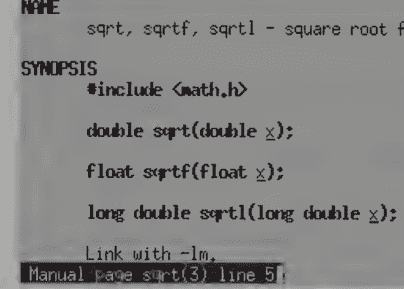 NAME
sqrt, sqrtf, sqrtl - square root f
SYNOPSIS
#include <math.h>
double sqrt(double x);
float sqrtf(float x);
long double sqrtl(long double x);
Link with -lm.
Manual page sqrt(3) line 5